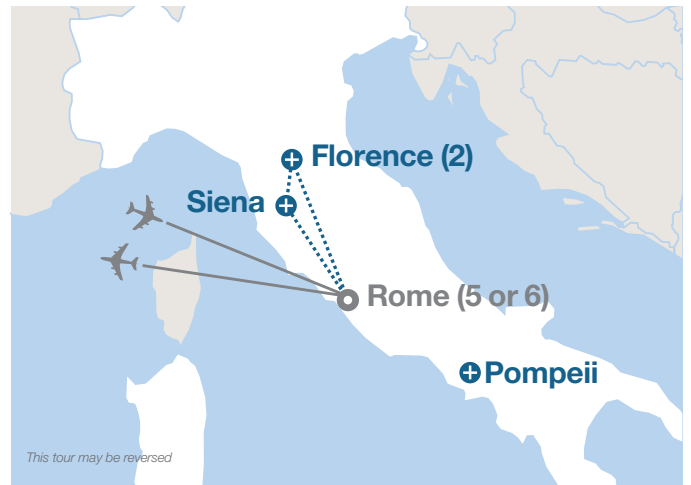 Florence (2)
Siena
Rome (5 or 6)
Pompeii
This tour may be reversed